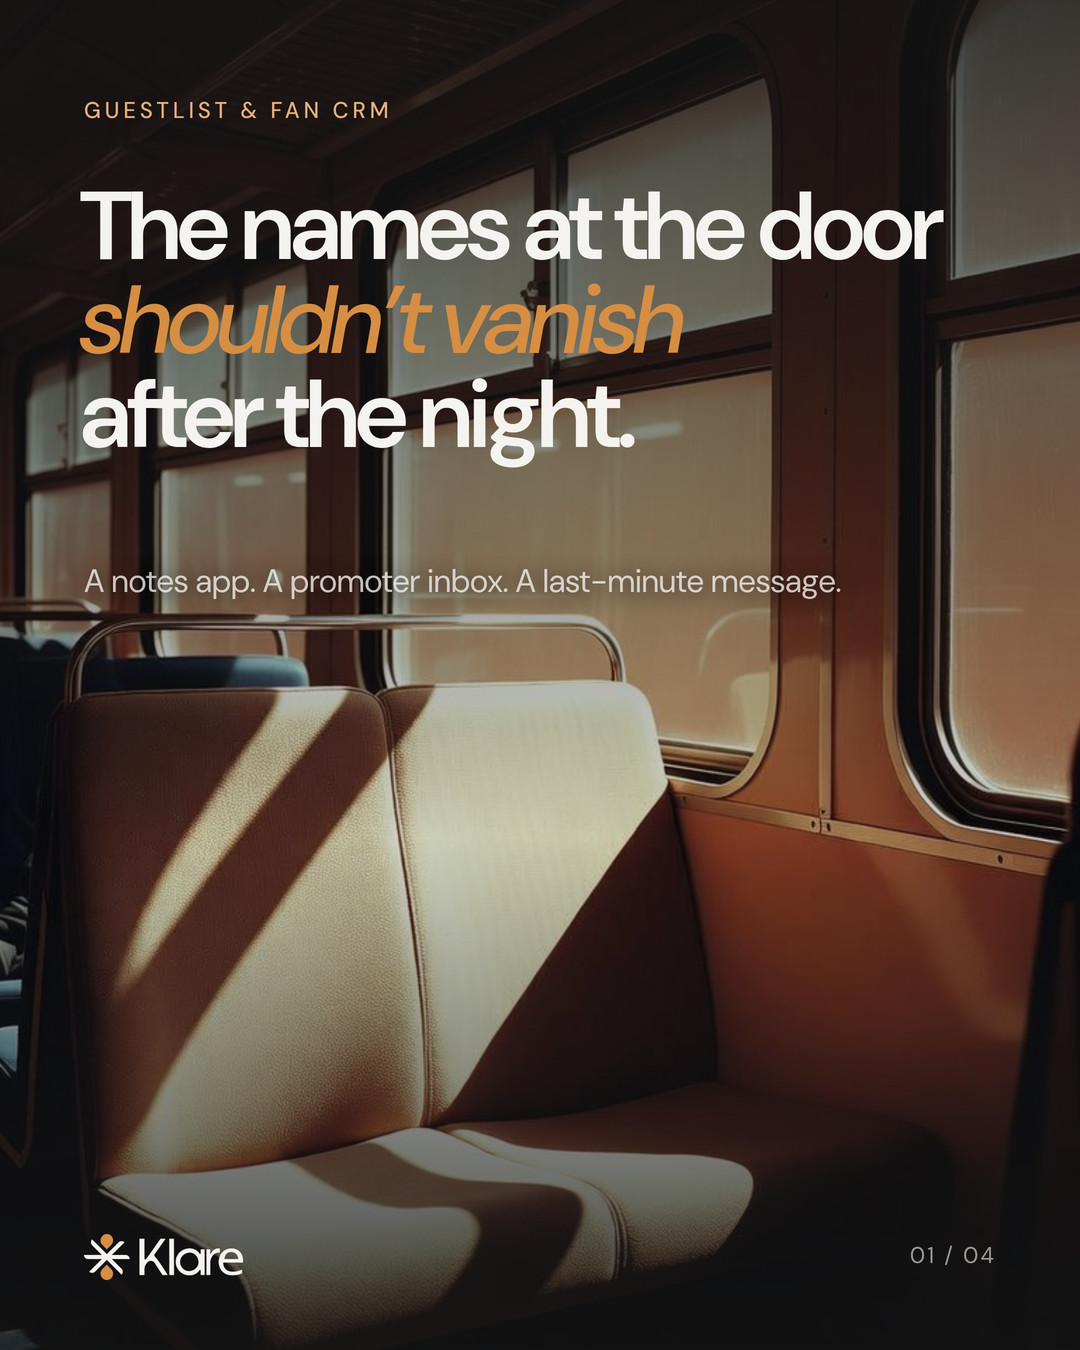 GUESTLIST & FAN CRM
The names at the door
shouldn’t vanish
after the night.
A notes app. A promoter inbox. A last-minute message.
Klare
01 / 04